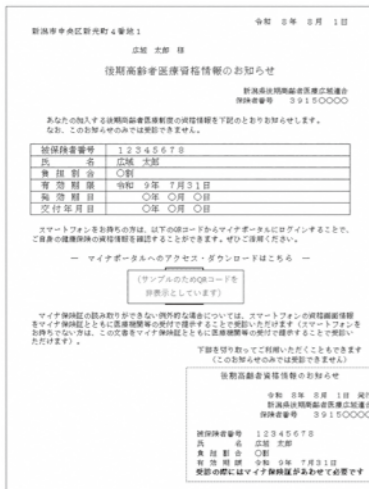 令和 8年 8月 1日
新潟市中央区新光町4番地1
広域 太郎 様
後期高齢者医療資格情報のお知らせ
新潟県後期高齢者医療広域連合
保険者番号 39150000
あなたの加入する後期高齢者医療制度の資格情報を下記のとおりお知らせします。
なお、このお知らせのみでは受診できません。
被保険者番号 12345678
氏名 広域 太郎
負担割合 〇割
有効期限 令和 9年 7月31日
発効期日 〇年 〇月 〇日
交付年月日 〇年 〇月 〇日
スマートフォンをお持ちの方は、以下のQRコードからマイナポータルにログインすることで、
ご自身の健康保険の資格情報を確認することができます。ぜひご活用ください。
― マイナポータルへのアクセス・ダウンロードはこちら ―
(サンプルのためQRコードを
非表示としています)
マイナ保険証の読み取りができない例外的な場合については、スマートフォンの資格画面情報
をマイナ保険証とともに医療機関等の受付で提示することで受診いただけます(スマートフォンを
お持ちでない方は、この文書をマイナ保険証とともに医療機関等の受付で提示することで受診い
ただけます)。
下部を切り取ってご利用いただくこともできます
(このお知らせのみでは受診できません)
後期高齢者資格情報のお知らせ
令和 8年 8月 1日 発行
新潟県後期高齢者医療広域連合
保険者番号 39150000
被保険者番号 12345678
氏名 広域 太郎
負担割合 〇割
有効期限 令和 9年 7月31日
受診の際にはマイナ保険証があわせて必要です